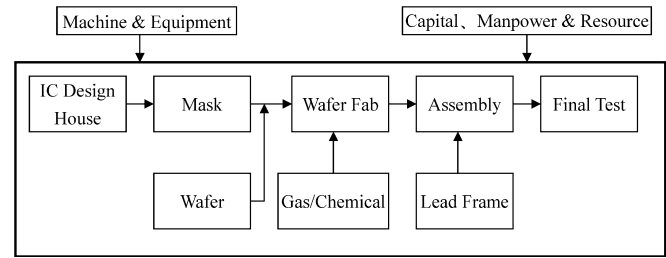 Machine & Equipment
Capital、Manpower & Resource
IC Design
House
Mask
Wafer Fab
Assembly
Final Test
Wafer
Gas/Chemical
Lead Frame